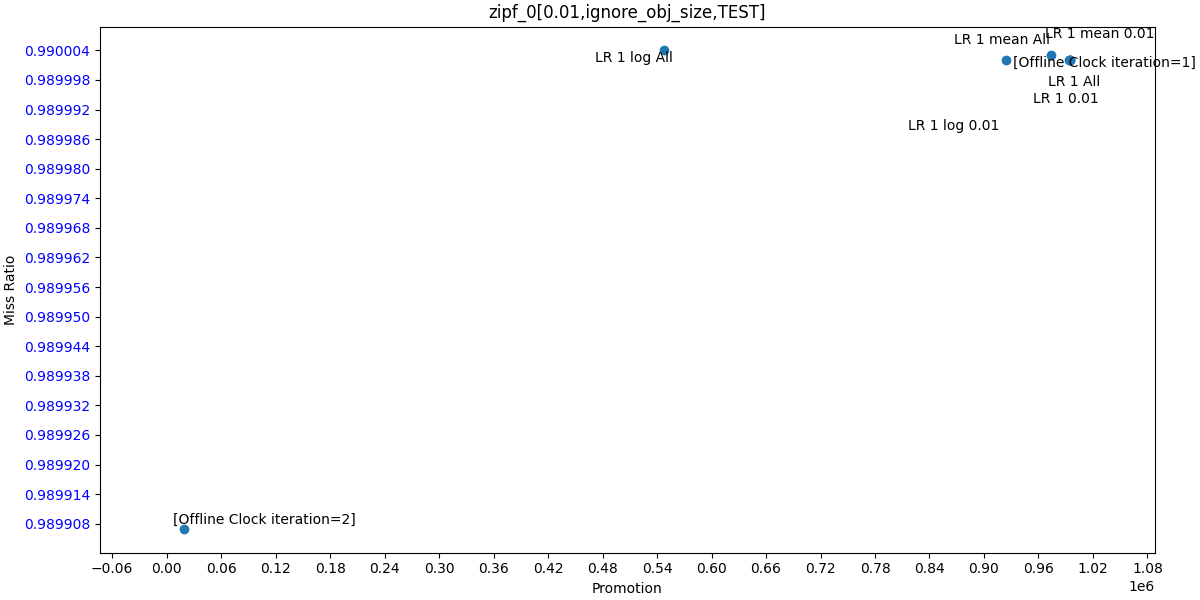 zipf_0[0.01,ignore_obj_size,TEST]
Miss Ratio
0.990004
0.989998
0.989992
0.989986
0.989980
0.989974
0.989968
0.989962
0.989956
0.989950
0.989944
0.989938
0.989932
0.989926
0.989920
0.989914
0.989908
LR 1 mean 0.01
LR 1 mean All
LR 1 log All
[Offline Clock iteration=1]
LR 1 All
LR 1 0.01
LR 1 log 0.01
[Offline Clock iteration=2]
−0.06 0.00 0.06 0.12 0.18 0.24 0.30 0.36 0.42 0.48 0.54 0.60 0.66 0.72 0.78 0.84 0.90 0.96 1.02 1.08
1e6
Promotion